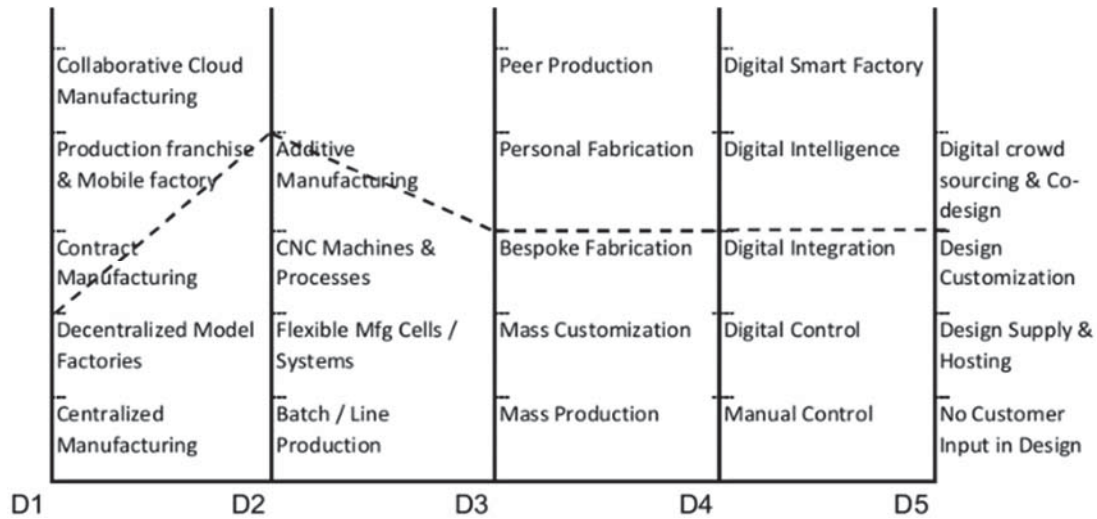 Collaborative Cloud
Manufacturing
Production franchise
& Mobile factory
Contract
Manufacturing
Decentralized Model
Factories
Centralized
Manufacturing
Additive
Manufacturing
CNC Machines &
Processes
Flexible Mfg Cells /
Systems
Batch / Line
Production
Peer Production
Personal Fabrication
Bespoke Fabrication
Mass Customization
Mass Production
Digital Smart Factory
Digital Intelligence
Digital Integration
Digital Control
Manual Control
Digital crowd
sourcing & Co-
design
Design
Customization
Design Supply &
Hosting
No Customer
Input in Design
D1
D2
D3
D4
D5